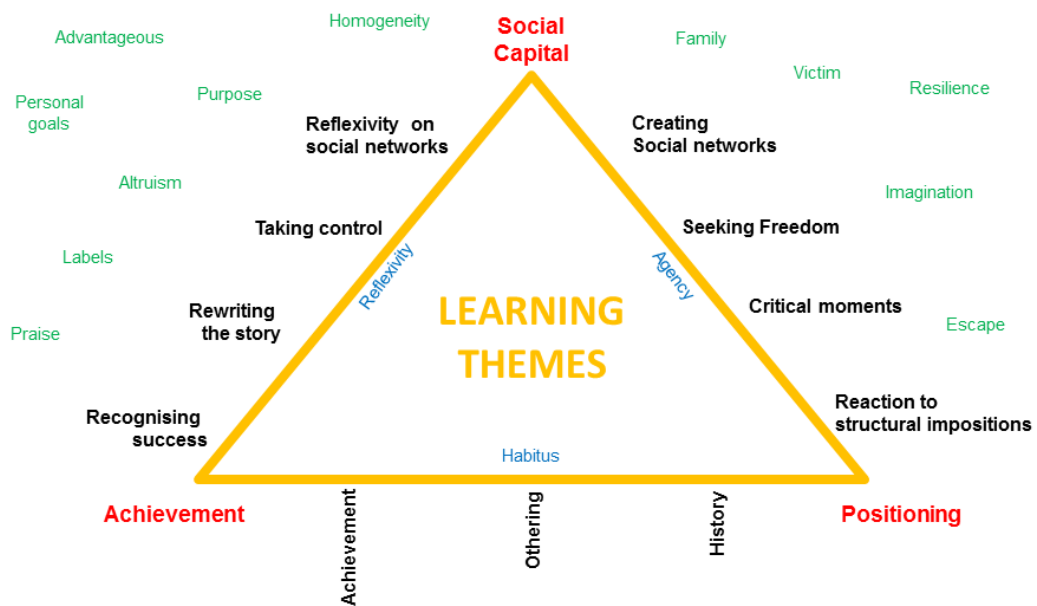 Homogeneity
Social
Capital
Advantageous
Family
Victim
Resilience
Personal
goals
Purpose
Reflexivity on
social networks
Creating
Social networks
Altruism
Imagination
Taking control
Seeking Freedom
Labels
Reflexivity
Agency
Rewriting
the story
LEARNING
THEMES
Critical moments
Praise
Escape
Recognising
success
Reaction to
structural impositions
Habitus
Achievement
Positioning
Achievement
Othering
History